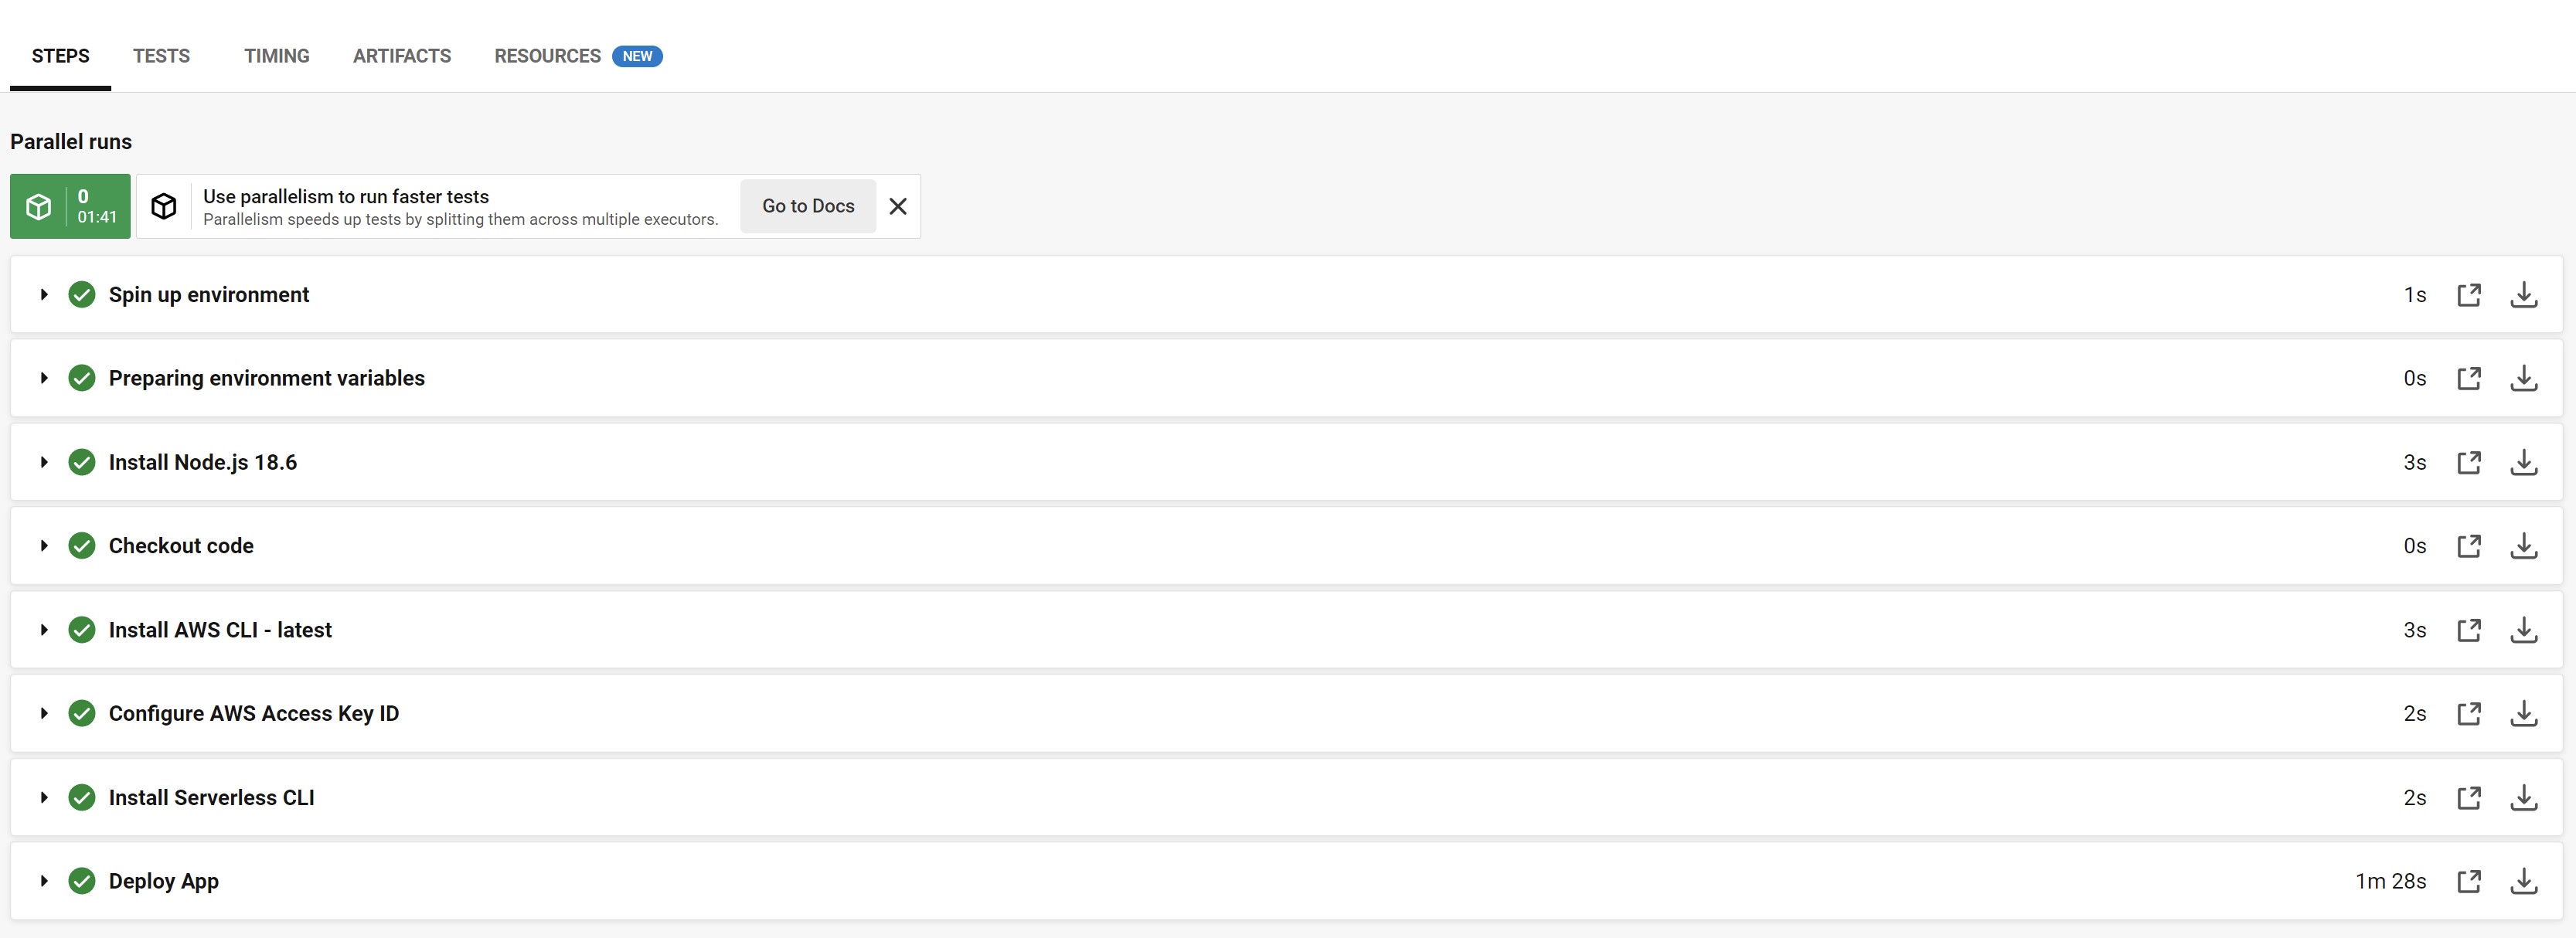 STEPS TESTS TIMING ARTIFACTS RESOURCES NEW
Parallel runs
0
01:41
Use parallelism to run faster tests
Parallelism speeds up tests by splitting them across multiple executors.
Go to Docs
Spin up environment 1s
Preparing environment variables 0s
Install Node.js 18.6 3s
Checkout code 0s
Install AWS CLI - latest 3s
Configure AWS Access Key ID 2s
Install Serverless CLI 2s
Deploy App 1m 28s